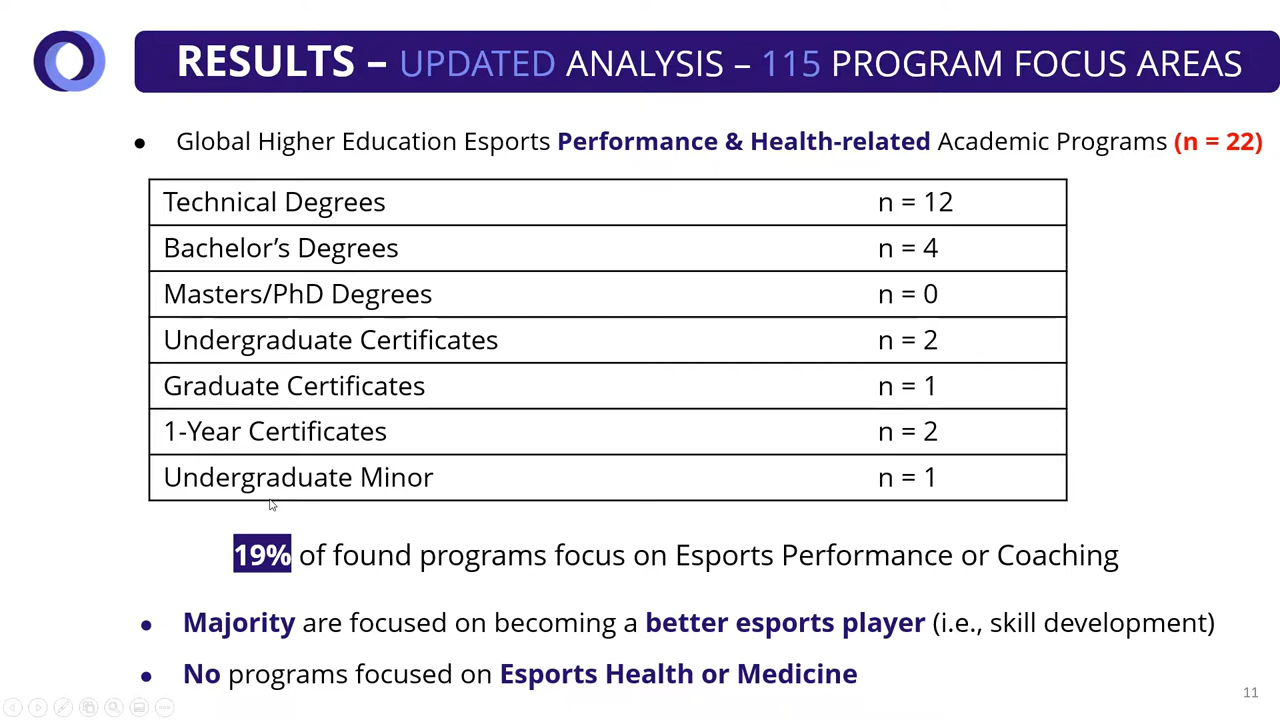 RESULTS – UPDATED ANALYSIS – 115 PROGRAM FOCUS AREAS
● Global Higher Education Esports Performance & Health-related Academic Programs (n = 22)
Technical Degrees n = 12
Bachelor’s Degrees n = 4
Masters/PhD Degrees n = 0
Undergraduate Certificates n = 2
Graduate Certificates n = 1
1-Year Certificates n = 2
Undergraduate Minor n = 1
19% of found programs focus on Esports Performance or Coaching
● Majority are focused on becoming a better esports player (i.e., skill development)
● No programs focused on Esports Health or Medicine
11